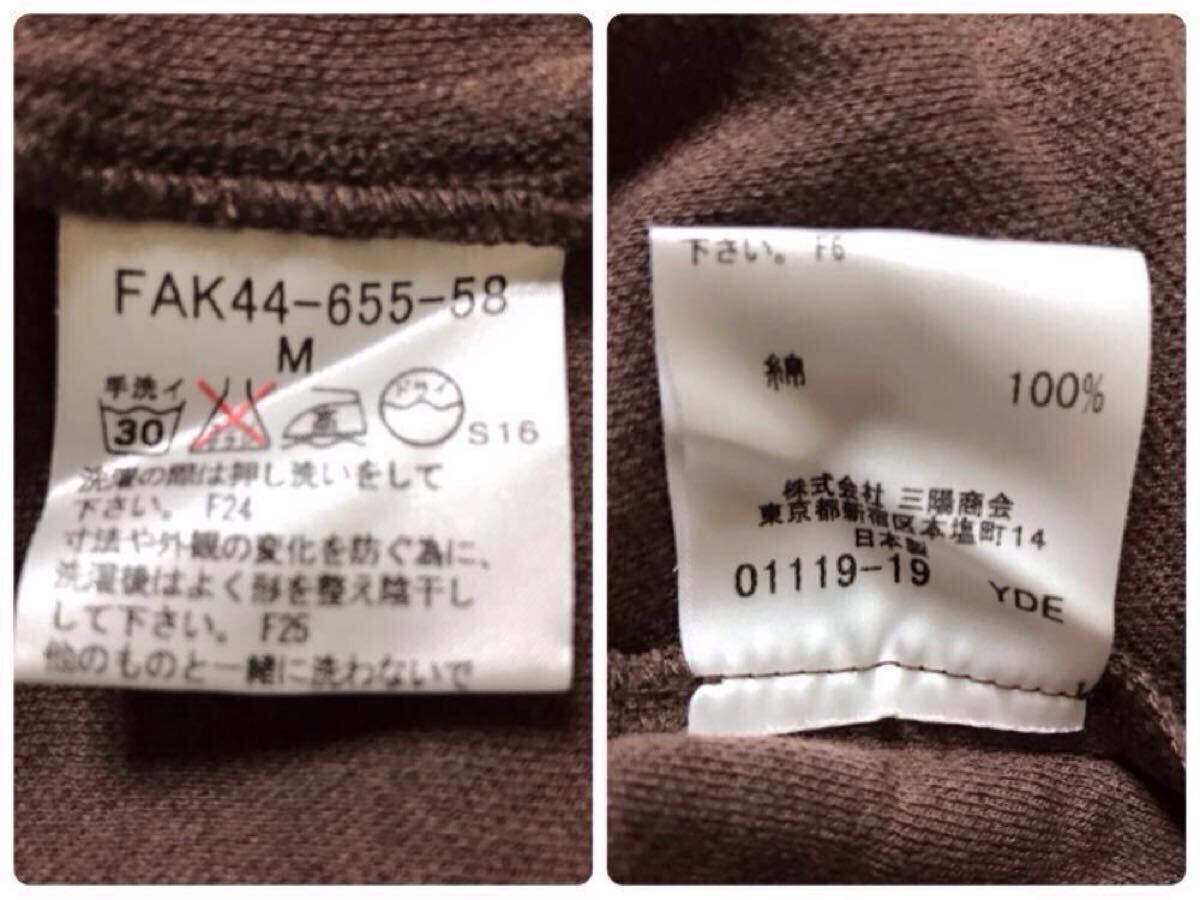 FAK44-655-58
M
手洗イ
30
高
ドライ
S16
洗濯の際は押し洗いをして
下さい。 F24
寸法や外観の変化を防ぐ為に、
洗濯後はよく形を整え陰干し
して下さい。 F25
他のものと一緒に洗わないで
下さい。 F6
綿 100%
株式会社 三陽商会
東京都新宿区本塩町14
日本製
01119-19 YDE